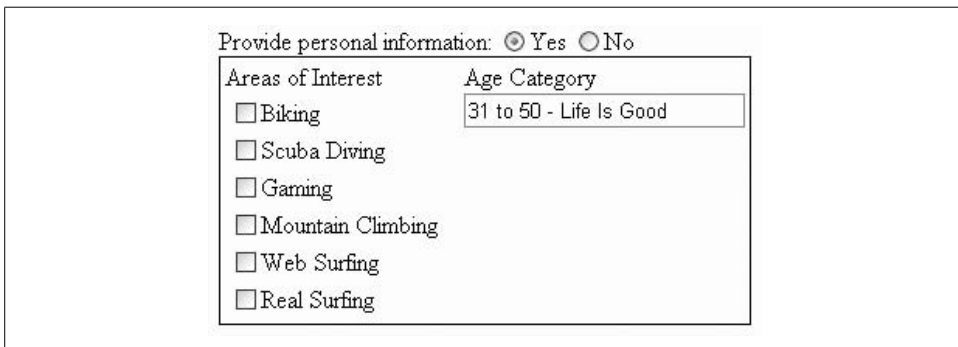 Provide personal information: Yes No
Areas of Interest
Biking
Scuba Diving
Gaming
Mountain Climbing
Web Surfing
Real Surfing
Age Category
31 to 50 - Life Is Good